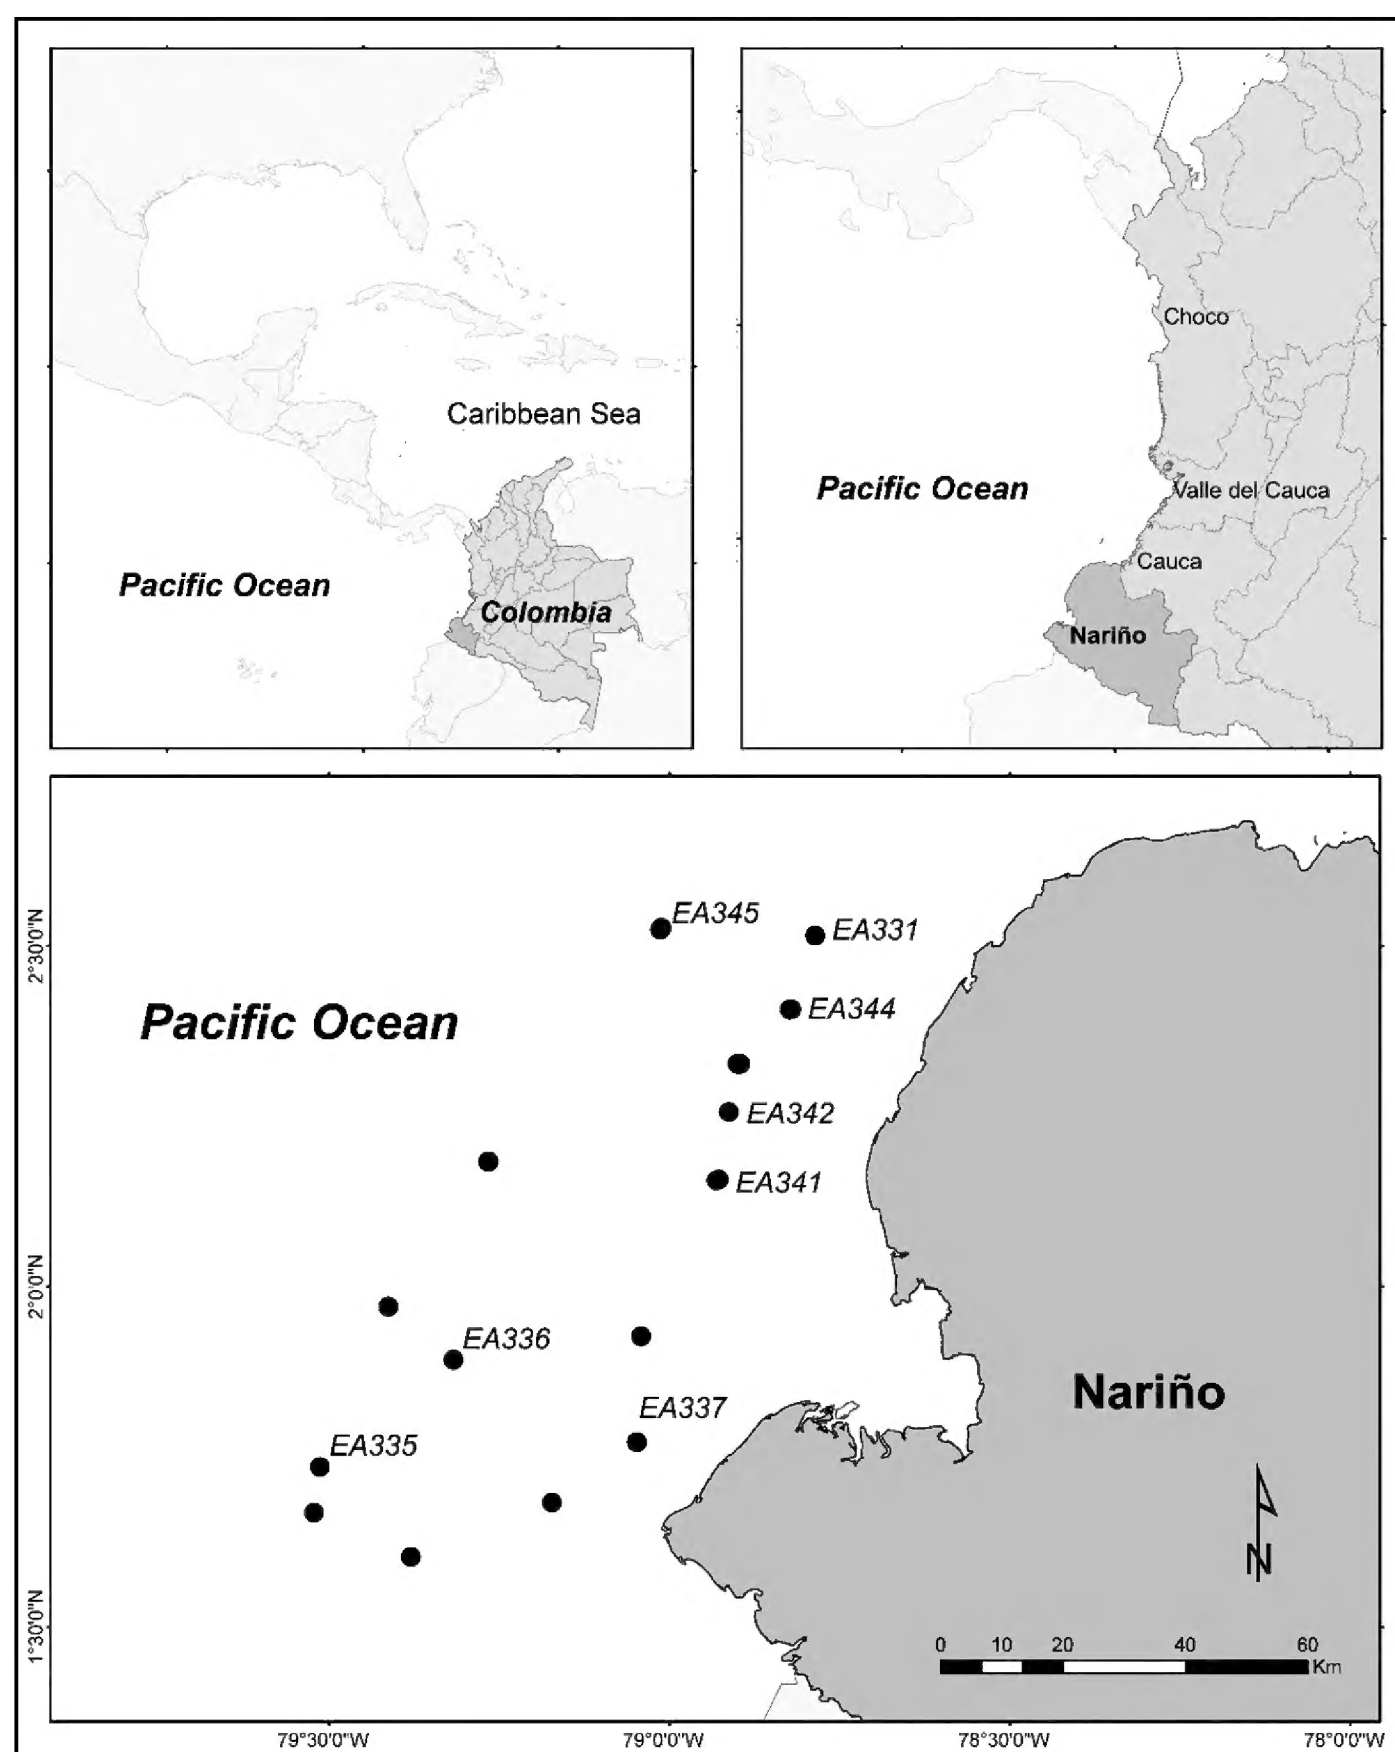 Caribbean Sea
Pacific Ocean
Colombia
Choco
Pacific Ocean
Valle del Cauca
Cauca
Nariño
EA345
EA331
2°30'0"N
Pacific Ocean
EA344
EA342
EA341
2°0'0"N
EA336
Nariño
EA337
EA335
N
1°30'0"N
0 10 20 40 60
Km
79°30'0"W 79°0'0"W 78°30'0"W 78°0'0"W